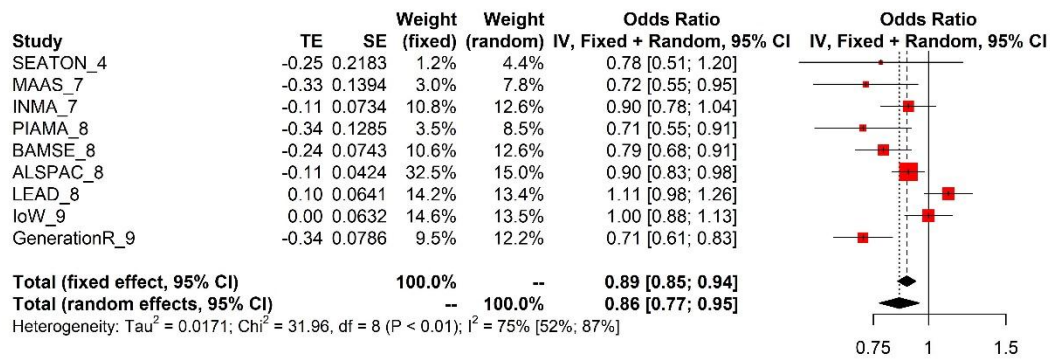 Weight Weight Odds Ratio Odds Ratio
Study TE SE (fixed) (random) IV, Fixed + Random, 95% CI IV, Fixed + Random, 95% CI
SEATON_4 -0.25 0.2183 1.2% 4.4% 0.78 [0.51; 1.20]
MAAS_7 -0.33 0.1394 3.0% 7.8% 0.72 [0.55; 0.95]
INMA_7 -0.11 0.0734 10.8% 12.6% 0.90 [0.78; 1.04]
PIAMA_8 -0.34 0.1285 3.5% 8.5% 0.71 [0.55; 0.91]
BAMSE_8 -0.24 0.0743 10.6% 12.6% 0.79 [0.68; 0.91]
ALSPAC_8 -0.11 0.0424 32.5% 15.0% 0.90 [0.83; 0.98]
LEAD_8 0.10 0.0641 14.2% 13.4% 1.11 [0.98; 1.26]
IoW_9 0.00 0.0632 14.6% 13.5% 1.00 [0.88; 1.13]
GenerationR_9 -0.34 0.0786 9.5% 12.2% 0.71 [0.61; 0.83]
Total (fixed effect, 95% CI) 100.0% -- 0.89 [0.85; 0.94]
Total (random effects, 95% CI) -- 100.0% 0.86 [0.77; 0.95]
Heterogeneity: Tau² = 0.0171; Chi² = 31.96, df = 8 (P < 0.01); I² = 75% [52%; 87%]
0.75 1 1.5